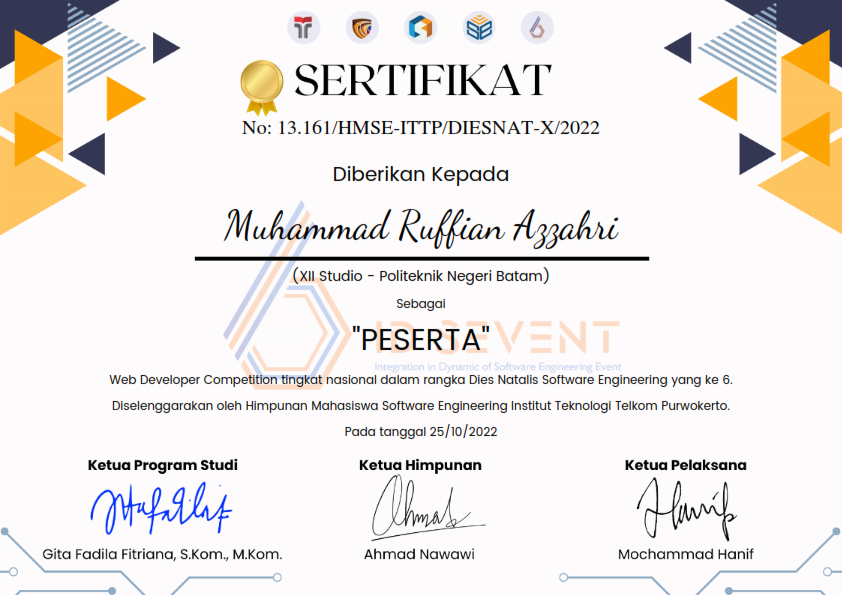 SERTIFIKAT
No: 13.161/HMSE-ITTP/DIESNAT-X/2022
Diberikan Kepada
Muhammad Ruffian Azzahri
(XII Studio - Politeknik Negeri Batam)
Sebagai
"PESERTA"
ID SEVENT
Integration in Dynamic of Software Engineering Event
Web Developer Competition tingkat nasional dalam rangka Dies Natalis Software Engineering yang ke 6.
Diselenggarakan oleh Himpunan Mahasiswa Software Engineering Institut Teknologi Telkom Purwokerto.
Pada tanggal 25/10/2022
Ketua Program Studi Ketua Himpunan Ketua Pelaksana
Gita Fadila Fitriana, S.Kom., M.Kom. Ahmad Nawawi Mochammad Hanif